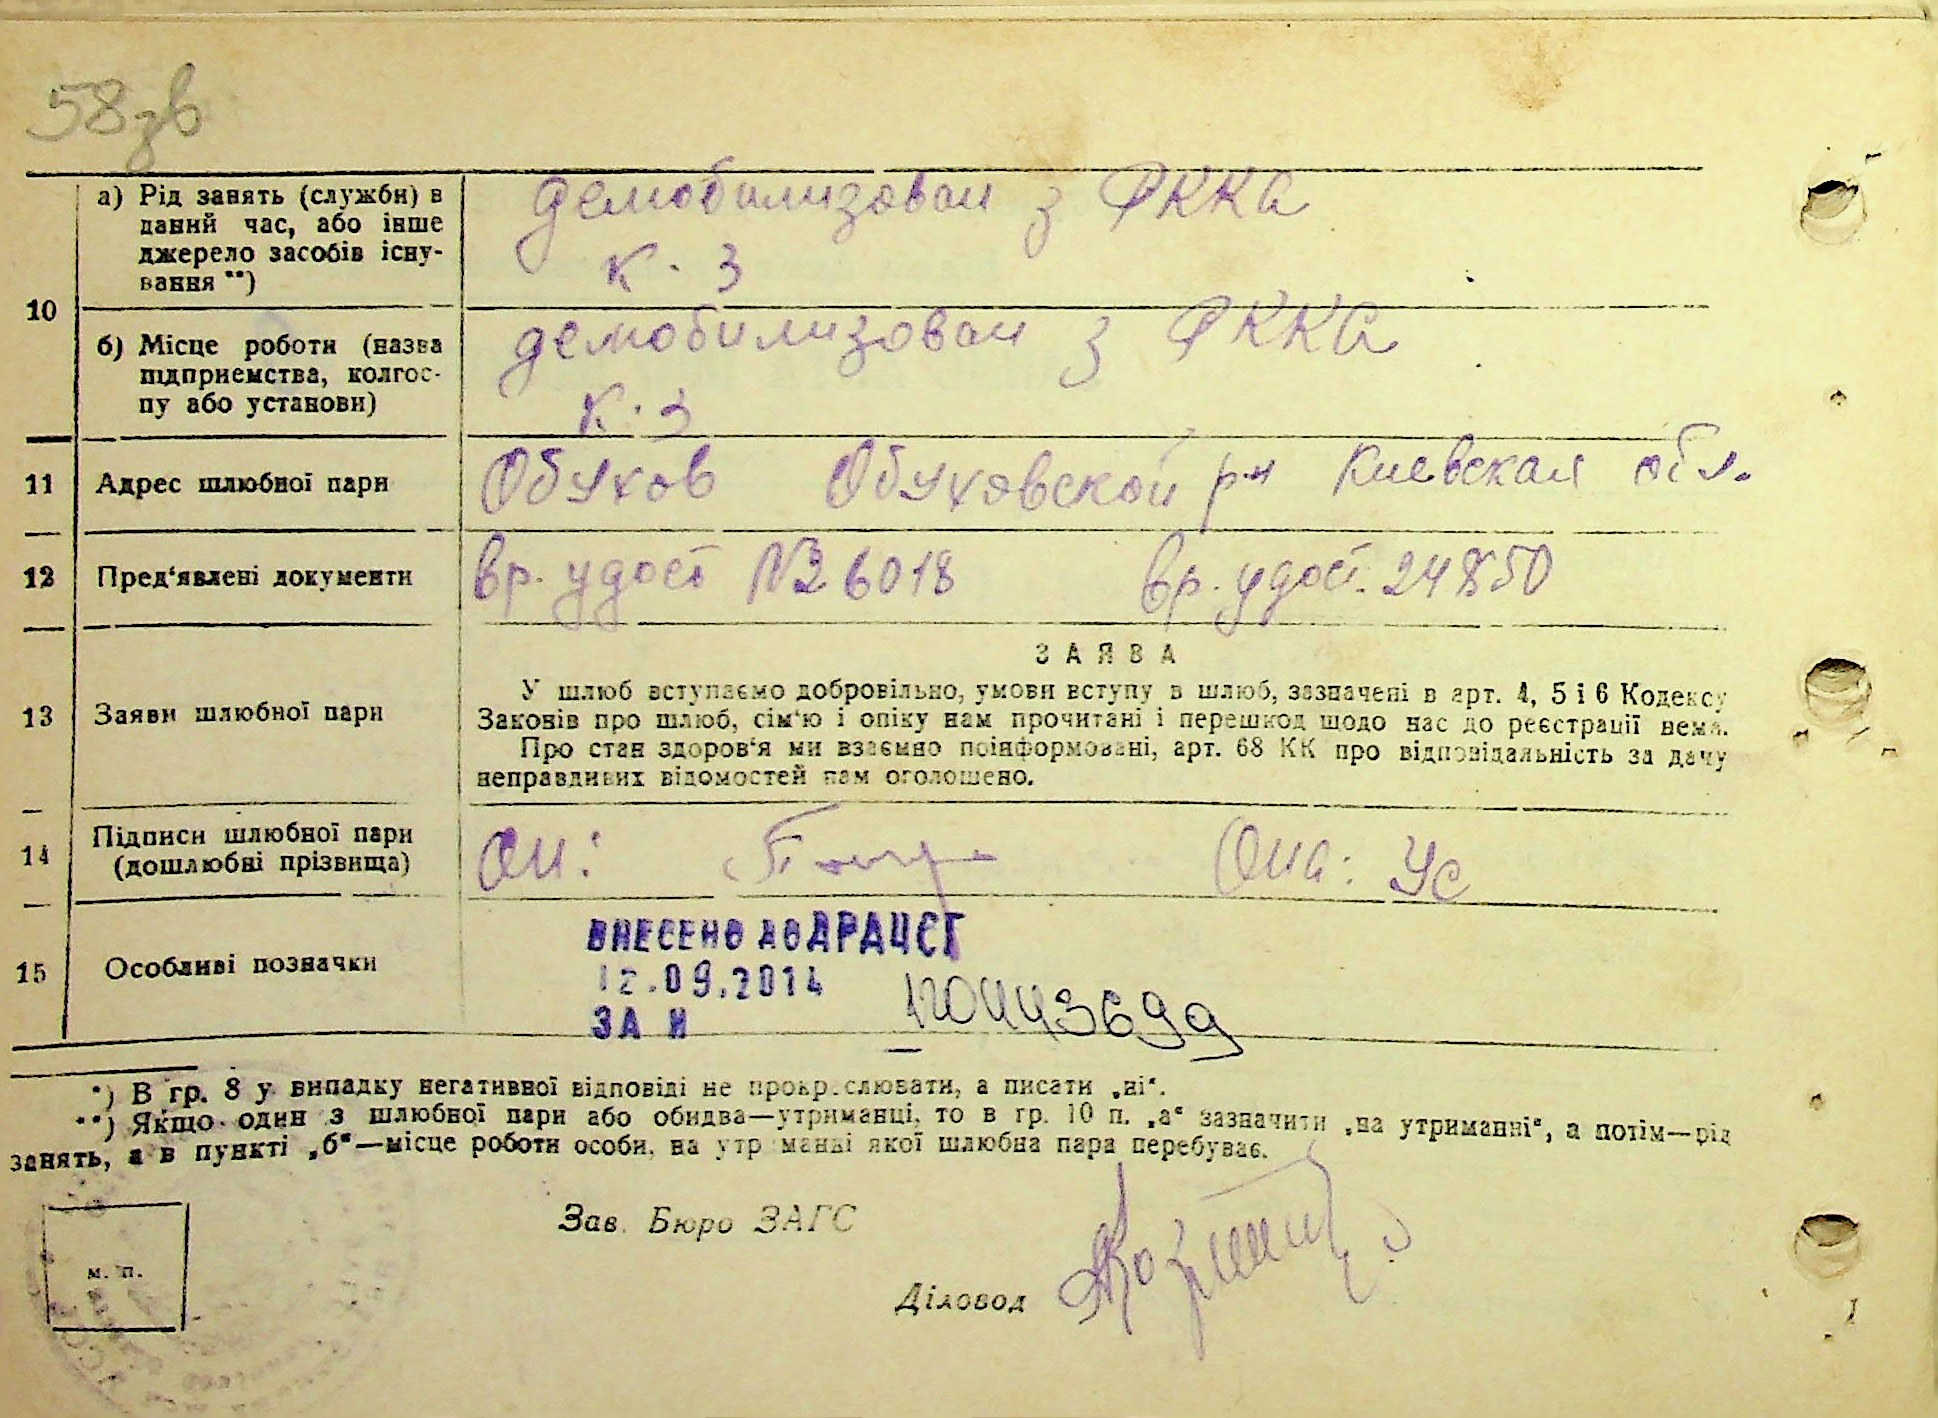 58зв
10
а) Рід занять (служби) в даний час, або інше джерело засобів існування **)
демобилизован з РККА
к. з
б) Місце роботи (назва підприємства, колгоспу або установи)
демобилизован з РККА
к. з
11 Адрес шлюбної пари Обухов Обуховской р-н Киевская обл.
12 Пред'явлені документи вр. удост №26018 вр. удост. 24850
З А Я В А
13 Заяви шлюбної пари
У шлюб вступаємо добровільно, умови вступу в шлюб, зазначені в арт. 4, 5 і 6 Кодексу
Законів про шлюб, сім'ю і опіку нам прочитані і перешкод щодо нас до реєстрації нема.
Про стан здоров'я ми взаємно поінформовані, арт. 68 КК про відповідальність за дачу
неправдивих відомостей нам оголошено.
14 Підписи шлюбної пари (дошлюбні прізвища) Он: Она: Ус
15 Особливі позначки
ВНЕСЕНО ДО ДРАЦСГ
12.09.2014
ЗА №
*) В гр. 8 у випадку негативної відповіді не прокреслювати, а писати „ні“.
**) Якщо один з шлюбної пари або обидва—утриманці, то в гр. 10 п. „а“ зазначити „на утриманні“, а потім—рід
занять, а в пункті „б“—місце роботи особи, на утриманні якої шлюбна пара перебуває.
Зав. Бюро ЗАГС
м. п.
Діловод